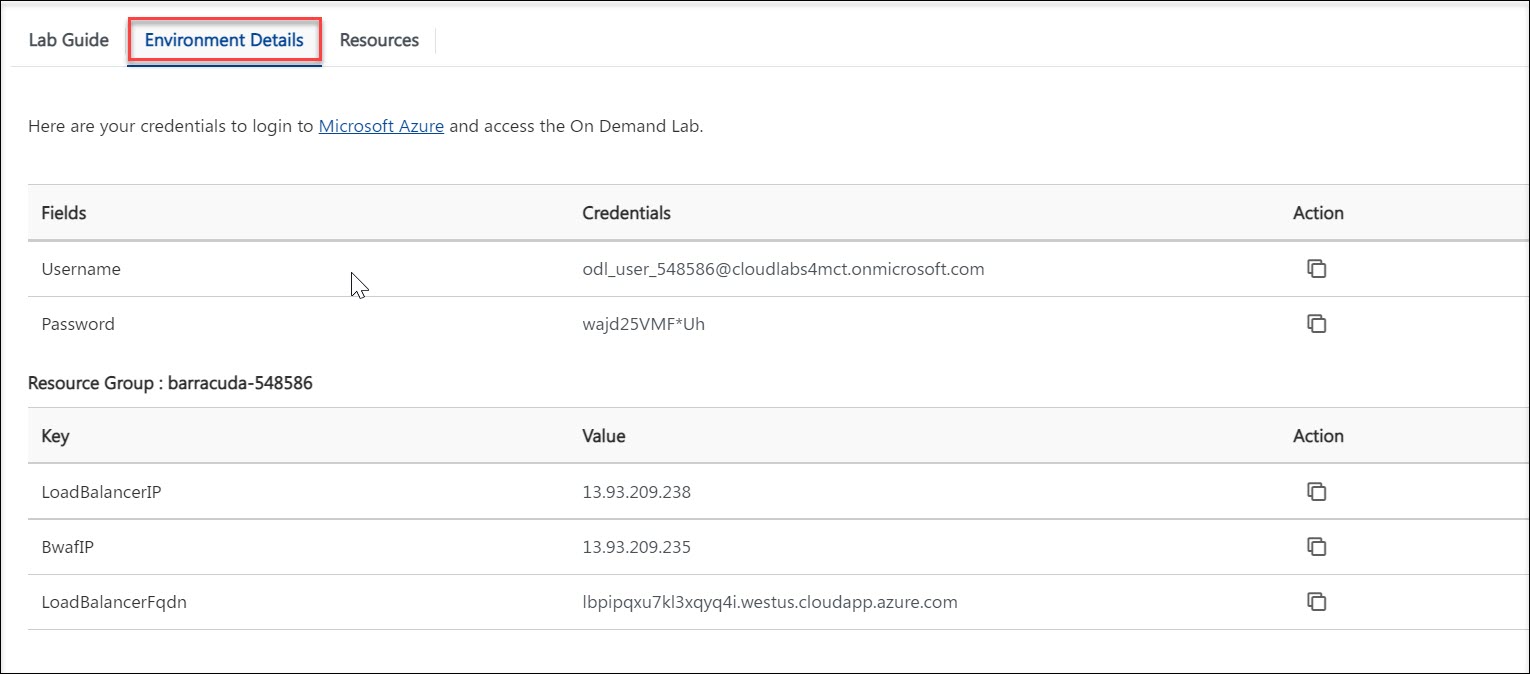 Lab Guide Environment Details Resources
Here are your credentials to login to Microsoft Azure and access the On Demand Lab.
Fields Credentials Action
Username odl_user_548586@cloudlabs4mct.onmicrosoft.com
Password wajd25VMF*Uh
Resource Group : barracuda-548586
Key Value Action
LoadBalancerIP 13.93.209.238
BwafIP 13.93.209.235
LoadBalancerFqdn lbpipqxu7kl3xqyq4i.westus.cloudapp.azure.com